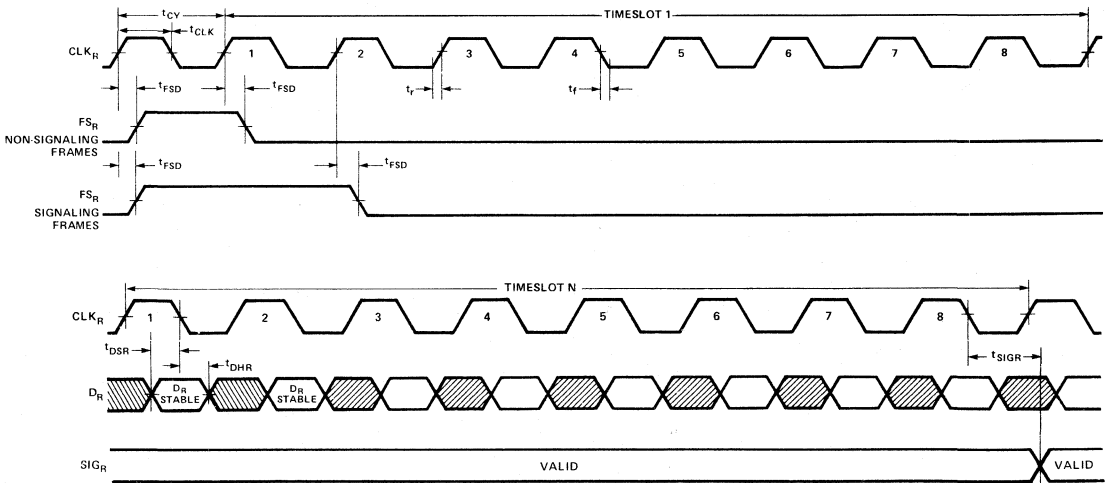 tCY
TIMESLOT 1
tCLK
CLKR
1 2 3 4 5 6 7 8
tFSD tFSD tr tf
FSR
NON-SIGNALING
FRAMES
tFSD tFSD
FSR
SIGNALING
FRAMES
TIMESLOT N
CLKR
1 2 3 4 5 6 7 8
tDSR
tDHR
tSIGR
DR
DR
STABLE
DR
STABLE
SIGR
VALID VALID